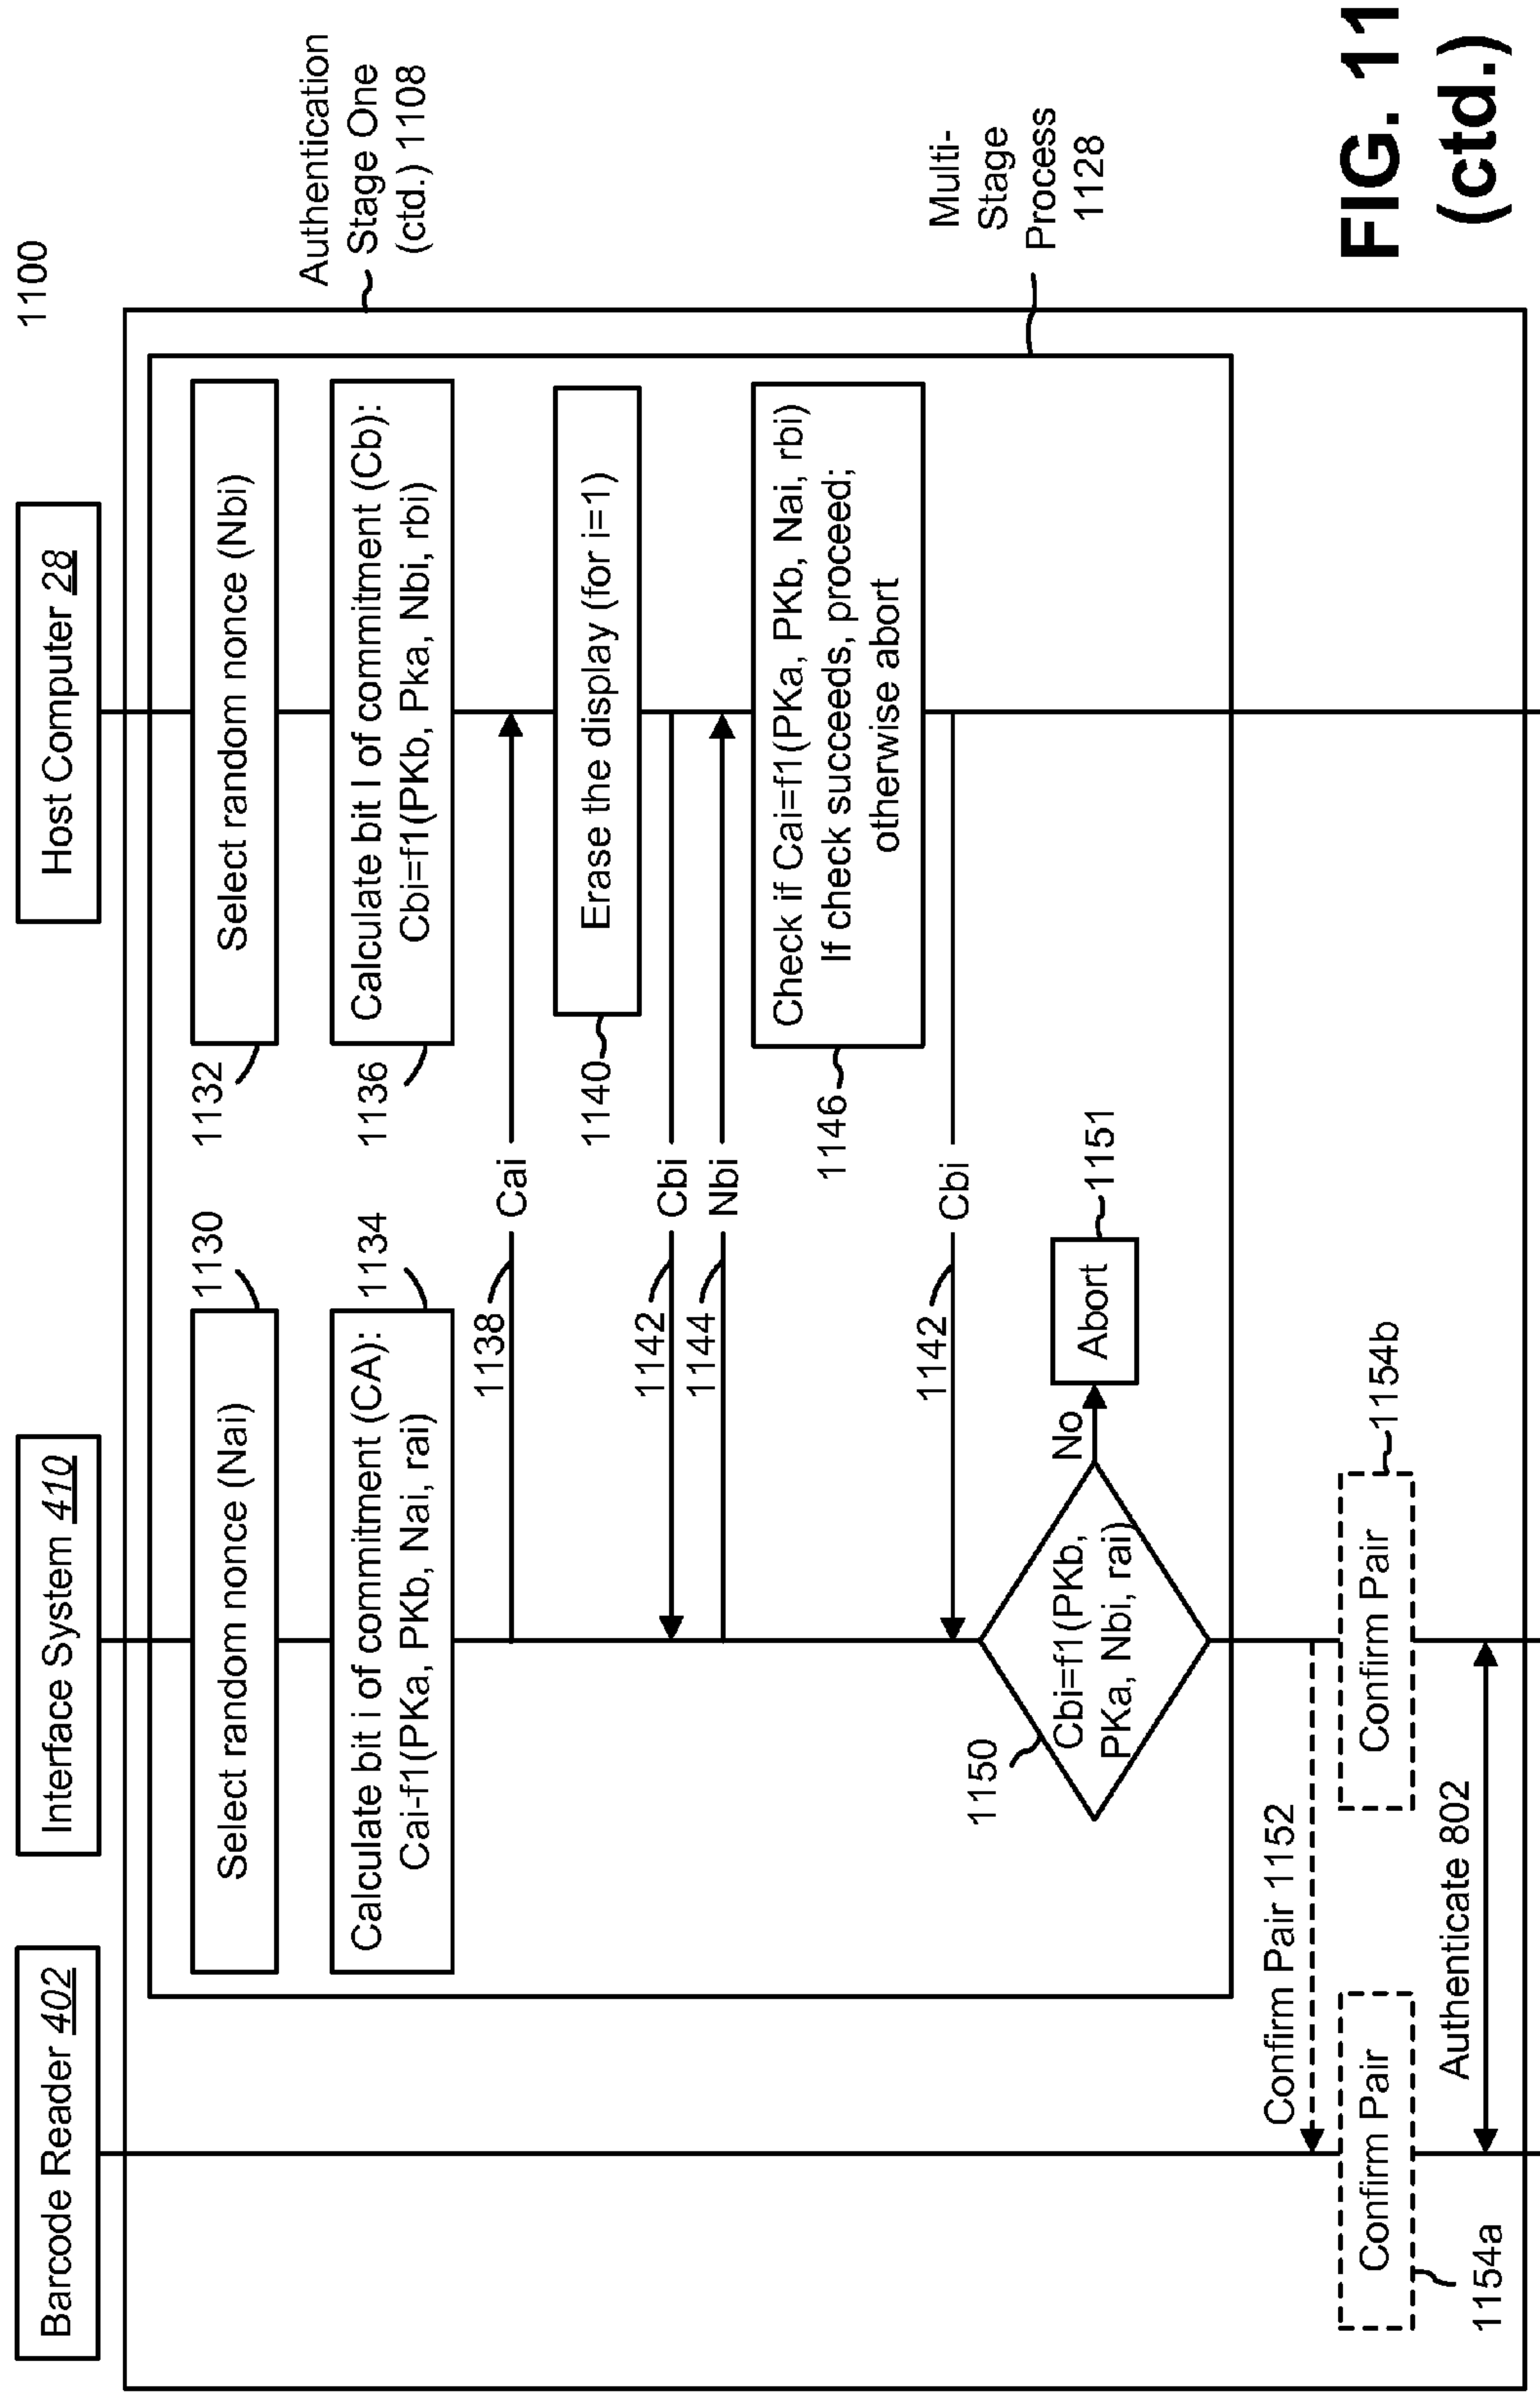 1100
Barcode Reader 402
Interface System 410
Host Computer 28
Authentication
Stage One
(ctd.) 1108
1130
1132
Select random nonce (Nai)
Select random nonce (Nbi)
1134
1136
Calculate bit i of commitment (CA):
Cai-f1(PKa, PKb, Nai, rai)
Calculate bit I of commitment (Cb):
Cbi=f1(PKb, Pka, Nbi, rbi)
1138
Cai
1140
Erase the display (for i=1)
1142
Cbi
1144
Nbi
1146
Check if Cai=f1(PKa, PKb, Nai, rbi)
If check succeeds, proceed;
otherwise abort
1142
Cbi
Multi-
Stage
Process
1128
1150
Cbi=f1(PKb,
PKa, Nbi, rai)
No
Abort
1151
Confirm Pair 1152
1154a
Confirm Pair
Confirm Pair
1154b
Authenticate 802
FIG. 11
(ctd.)